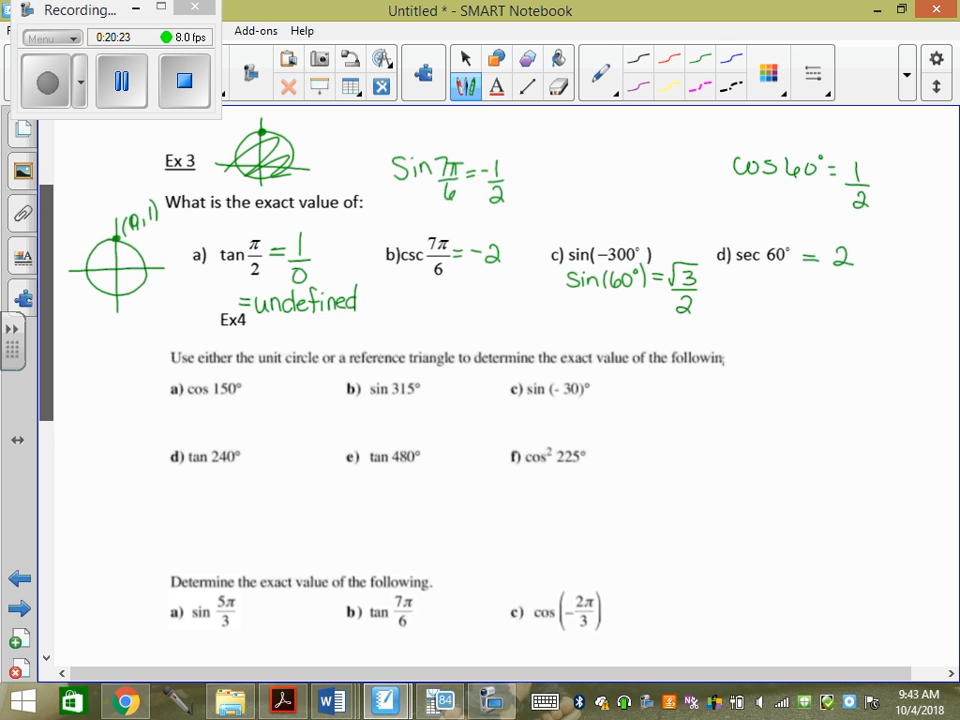 Recording...
Untitled * - SMART Notebook
Menu
0:20:23
8.0 fps
Add-ons Help
Ex 3
sin 7π/6 = -1/2
cos 60° = 1/2
What is the exact value of:
(0,1)
a) tan π/2 = 1/0
b)csc 7π/6 = -2
c) sin(−300° )
d) sec 60° = 2
sin(60°) = √3/2
= undefined
Ex4
Use either the unit circle or a reference triangle to determine the exact value of the followin
a) cos 150°
b) sin 315°
c) sin (- 30)°
d) tan 240°
e) tan 480°
f) cos² 225°
Determine the exact value of the following.
a) sin 5π/3
b) tan 7π/6
c) cos (−2π/3)
84
9:43 AM
10/4/2018